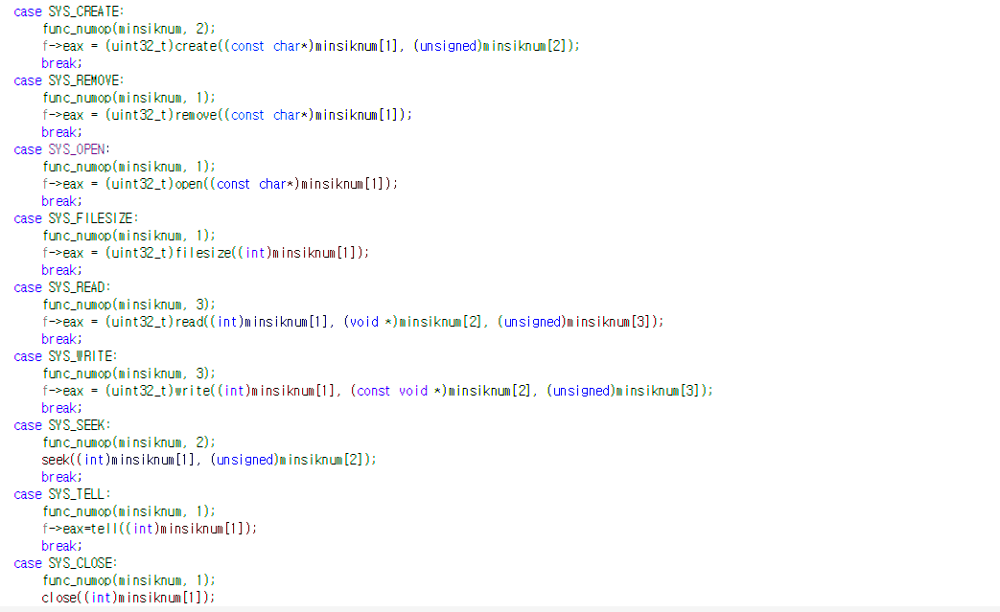 case SYS_CREATE:
func_numop(minsiknum, 2);
f->eax = (uint32_t)create((const char*)minsiknum[1], (unsigned)minsiknum[2]);
break;
case SYS_REMOVE:
func_numop(minsiknum, 1);
f->eax = (uint32_t)remove((const char*)minsiknum[1]);
break;
case SYS_OPEN:
func_numop(minsiknum, 1);
f->eax = (uint32_t)open((const char*)minsiknum[1]);
break;
case SYS_FILESIZE:
func_numop(minsiknum, 1);
f->eax = (uint32_t)filesize((int)minsiknum[1]);
break;
case SYS_READ:
func_numop(minsiknum, 3);
f->eax = (uint32_t)read((int)minsiknum[1], (void *)minsiknum[2], (unsigned)minsiknum[3]);
break;
case SYS_WRITE:
func_numop(minsiknum, 3);
f->eax = (uint32_t)write((int)minsiknum[1], (const void *)minsiknum[2], (unsigned)minsiknum[3]);
break;
case SYS_SEEK:
func_numop(minsiknum, 2);
seek((int)minsiknum[1], (unsigned)minsiknum[2]);
break;
case SYS_TELL:
func_numop(minsiknum, 1);
f->eax=tell((int)minsiknum[1]);
break;
case SYS_CLOSE:
func_numop(minsiknum, 1);
close((int)minsiknum[1]);